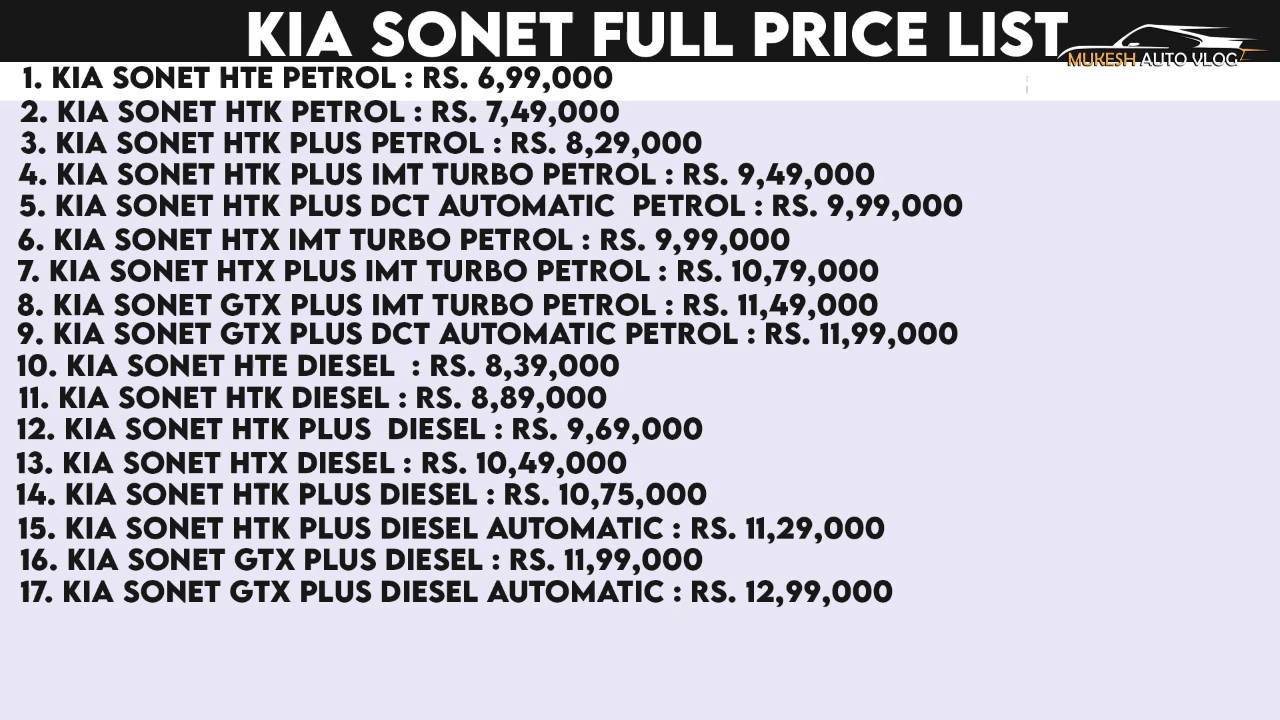 KIA SONET FULL PRICE LIST
MUKESH AUTO VLOG
1. KIA SONET HTE PETROL : RS. 6,99,000
2. KIA SONET HTK PETROL : RS. 7,49,000
3. KIA SONET HTK PLUS PETROL : RS. 8,29,000
4. KIA SONET HTK PLUS IMT TURBO PETROL : RS. 9,49,000
5. KIA SONET HTK PLUS DCT AUTOMATIC  PETROL : RS. 9,99,000
6. KIA SONET HTX IMT TURBO PETROL : RS. 9,99,000
7. KIA SONET HTX PLUS IMT TURBO PETROL : RS. 10,79,000
8. KIA SONET GTX PLUS IMT TURBO PETROL : RS. 11,49,000
9. KIA SONET GTX PLUS DCT AUTOMATIC PETROL : RS. 11,99,000
10. KIA SONET HTE DIESEL  : RS. 8,39,000
11. KIA SONET HTK DIESEL : RS. 8,89,000
12. KIA SONET HTK PLUS  DIESEL : RS. 9,69,000
13. KIA SONET HTX DIESEL : RS. 10,49,000
14. KIA SONET HTK PLUS DIESEL : RS. 10,75,000
15. KIA SONET HTK PLUS DIESEL AUTOMATIC : RS. 11,29,000
16. KIA SONET GTX PLUS DIESEL : RS. 11,99,000
17. KIA SONET GTX PLUS DIESEL AUTOMATIC : RS. 12,99,000